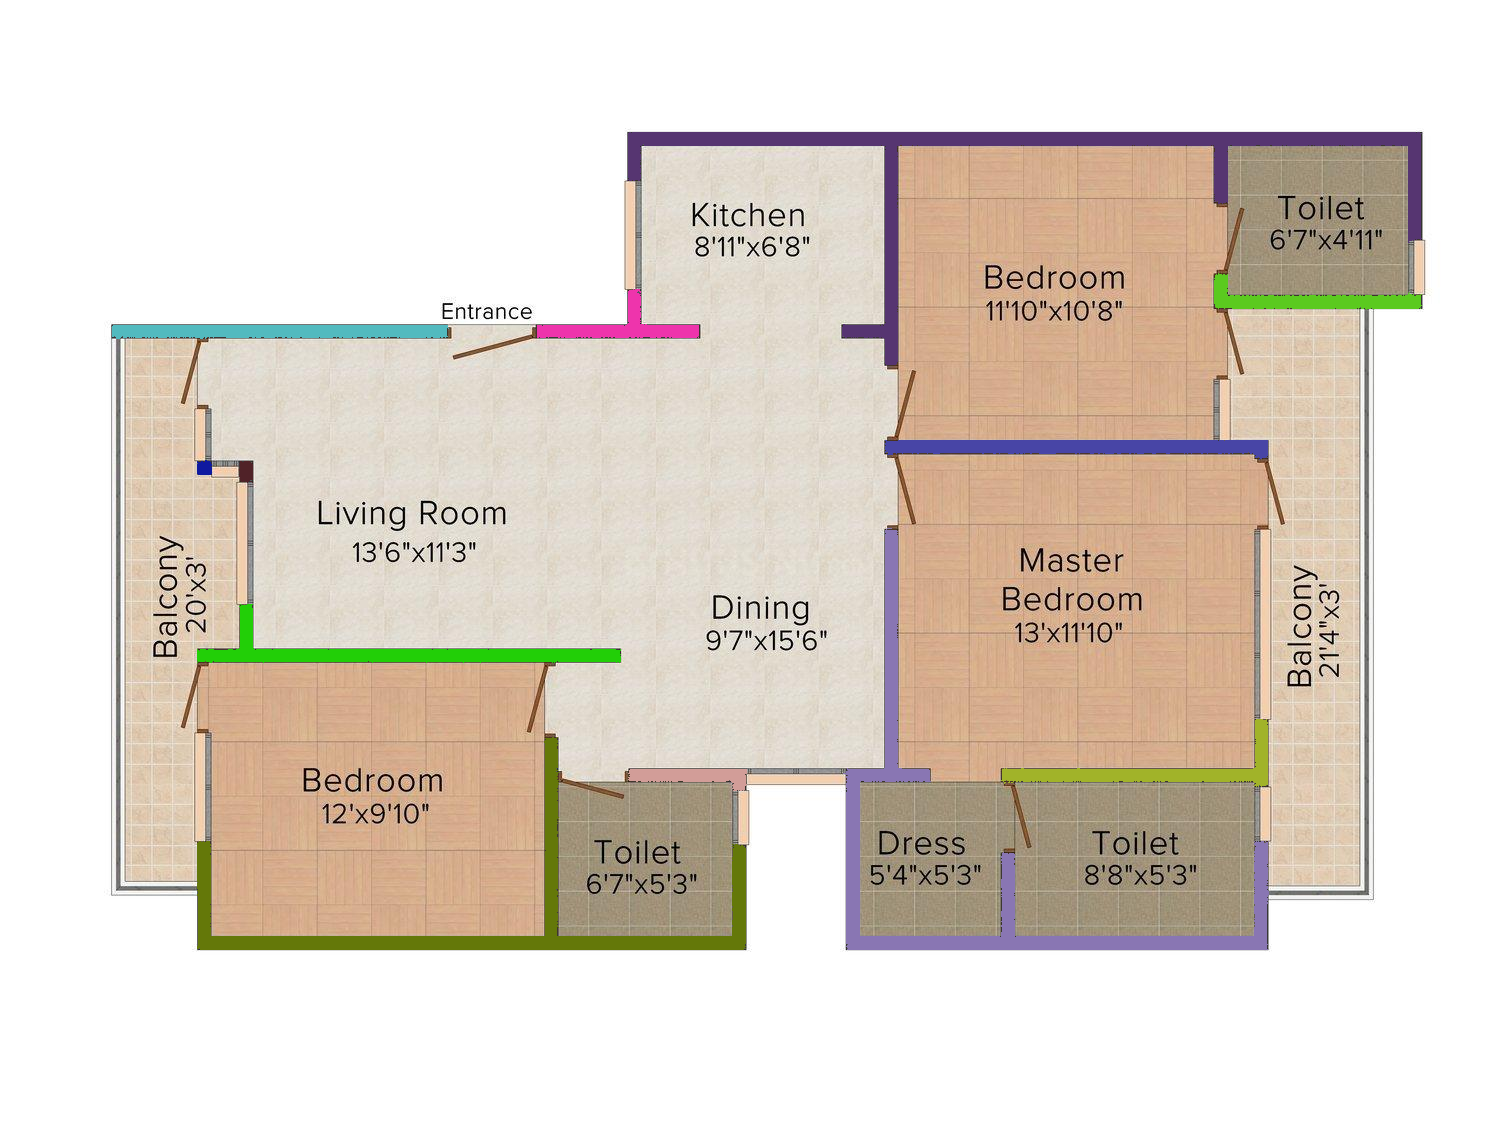 Kitchen
8'11"x6'8"
Toilet
6'7"x4'11"
Bedroom
11'10"x10'8"
Entrance
Living Room
13'6"x11'3"
Balcony
20'x3'
Dining
9'7"x15'6"
Master
Bedroom
13'x11'10"
Balcony
21'4"x3'
Bedroom
12'x9'10"
Toilet
6'7"x5'3"
Dress
5'4"x5'3"
Toilet
8'8"x5'3"